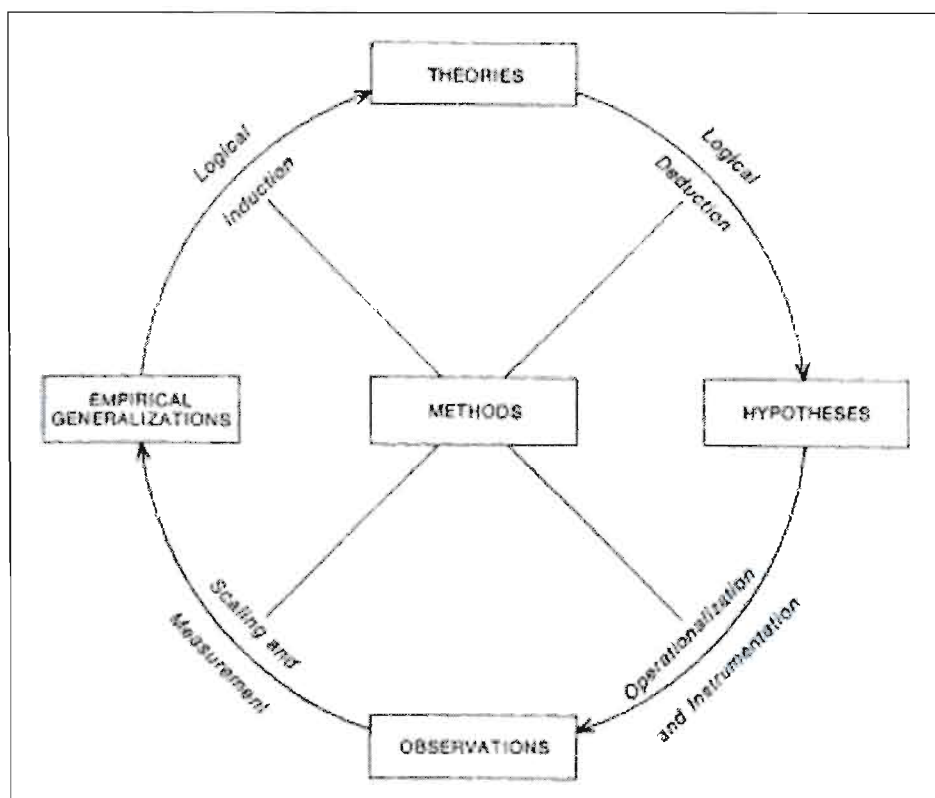 THEORIES
Logical
Induction
Logical
Deduction
EMPIRICAL
GENERALIZATIONS
METHODS
HYPOTHESES
Scaling and
Measurement
Operationalization
and Instrumentation
OBSERVATIONS